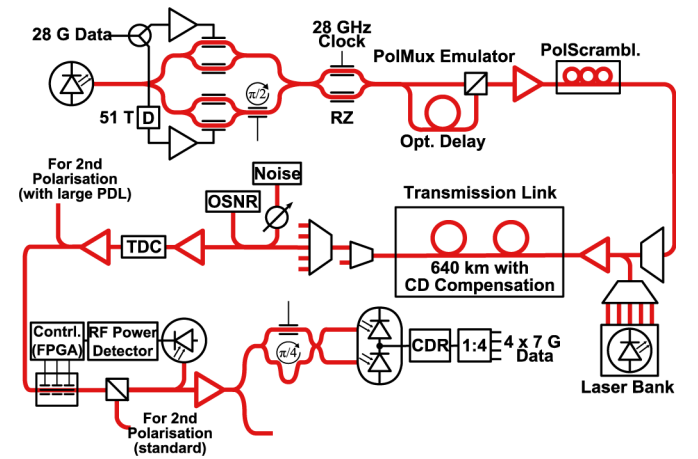 28 G Data
51 T
D
π/2
28 GHz
Clock
RZ
PolMux Emulator
Opt. Delay
PolScrambl.
For 2nd
Polarisation
(with large PDL)
TDC
OSNR
Noise
Transmission Link
640 km with
CD Compensation
Laser Bank
Contrl.
(FPGA)
RF Power
Detector
For 2nd
Polarisation
(standard)
π/4
CDR
1:4
4 x 7 G
Data